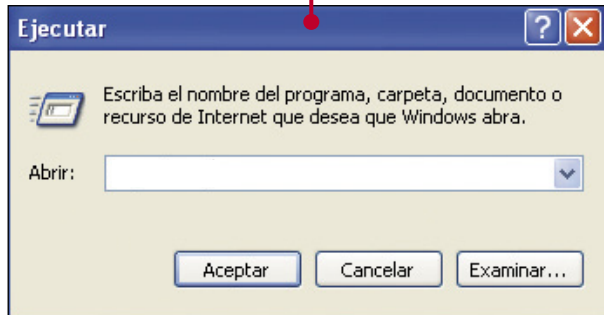 Ejecutar
Escriba el nombre del programa, carpeta, documento o
recurso de Internet que desea que Windows abra.
Abrir:
Aceptar Cancelar Examinar...